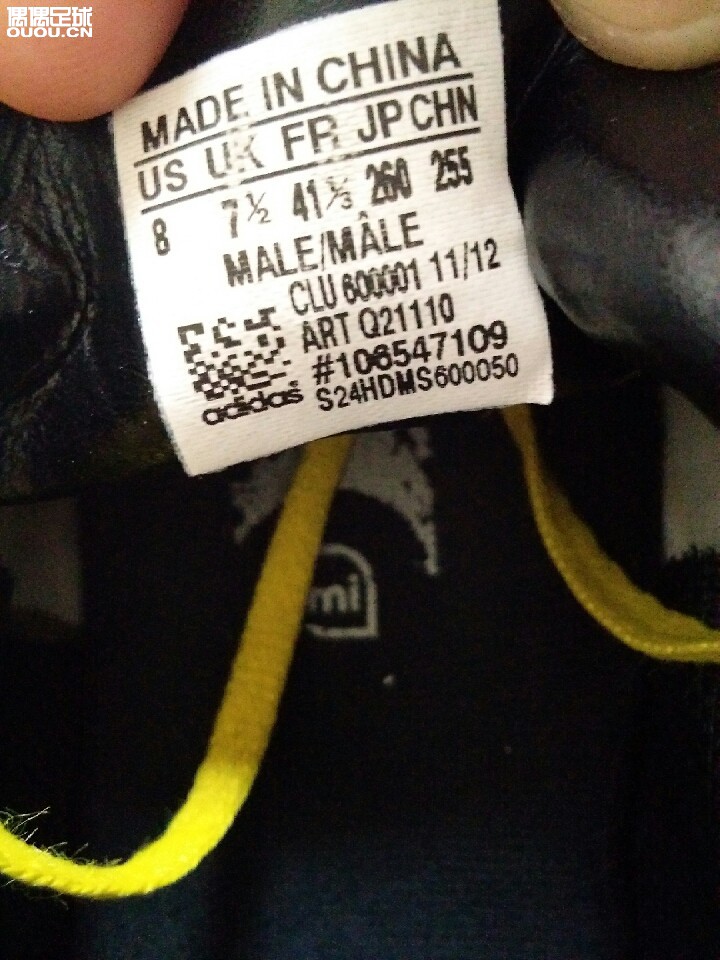 偶偶足球
OUOU.CN
MADE IN CHINA
US UK FR JP CHN
8 7½ 41⅓ 260 255
MALE/MÂLE
CLU 600001 11/12
ART Q21110
#106547109
adidas S24HDMS600050
mi